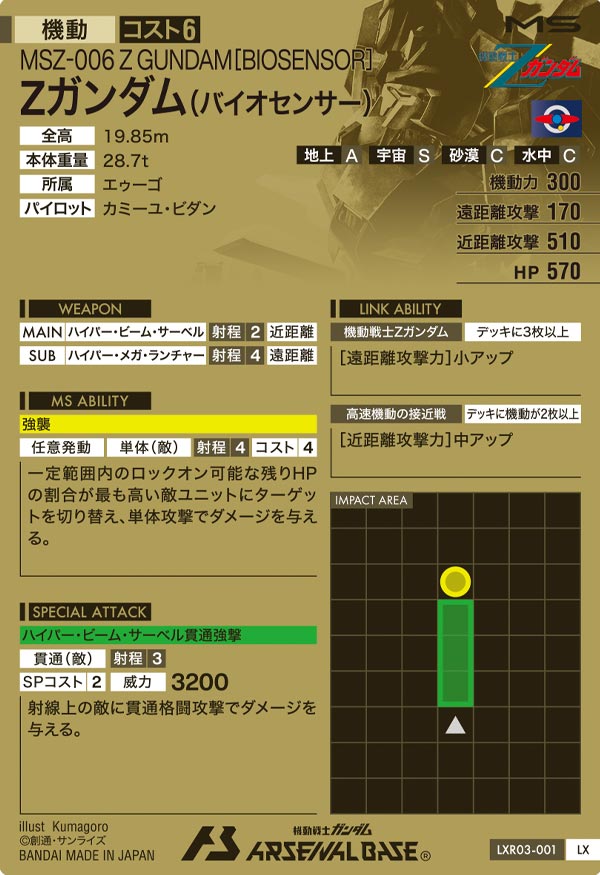 機動 コスト6 MS
MSZ-006 Z GUNDAM[BIOSENSOR]
機動戦士Zガンダム
Zガンダム(バイオセンサー)
全高 19.85m
本体重量 28.7t
所属 エゥーゴ
パイロット カミーユ・ビダン
地上 A 宇宙 S 砂漠 C 水中 C
機動力 300
遠距離攻撃 170
近距離攻撃 510
HP 570
WEAPON
MAIN ハイパー・ビーム・サーベル 射程 2 近距離
SUB ハイパー・メガ・ランチャー 射程 4 遠距離
MS ABILITY
強襲
任意発動 単体(敵) 射程 4 コスト 4
一定範囲内のロックオン可能な残りHP
の割合が最も高い敵ユニットにターゲッ
トを切り替え、単体攻撃でダメージを与え
る。
SPECIAL ATTACK
ハイパー・ビーム・サーベル貫通強撃
貫通(敵) 射程 3
SPコスト 2 威力 3200
射線上の敵に貫通格闘攻撃でダメージを
与える。
LINK ABILITY
機動戦士Zガンダム デッキに3枚以上
[遠距離攻撃力]小アップ
高速機動の接近戦 デッキに機動が2枚以上
[近距離攻撃力]中アップ
IMPACT AREA
illust Kumagoro
©創通・サンライズ
BANDAI MADE IN JAPAN
機動戦士ガンダム
AB ARSENAL BASE®
LXR03-001 LX